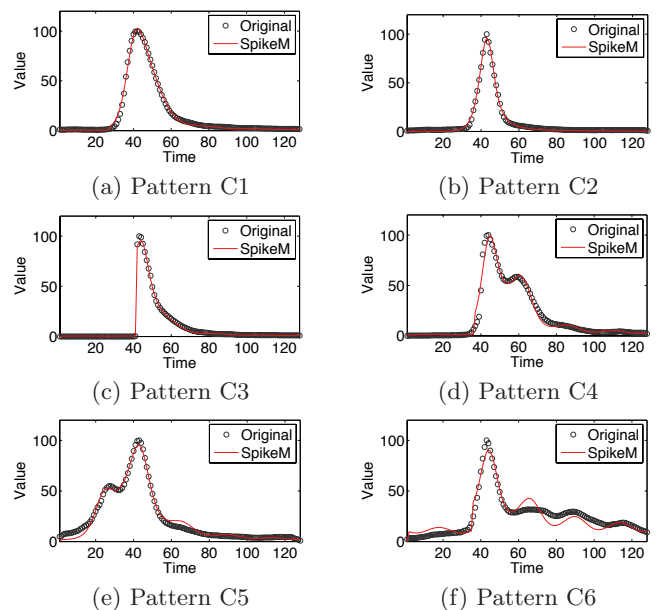 Value
100
50
0
20 40 60 80 100 120
Time
Original
SpikeM
(a) Pattern C1
Value
100
50
0
20 40 60 80 100 120
Time
Original
SpikeM
(b) Pattern C2
Value
100
50
0
20 40 60 80 100 120
Time
Original
SpikeM
(c) Pattern C3
Value
100
50
0
20 40 60 80 100 120
Time
Original
SpikeM
(d) Pattern C4
Value
100
50
0
20 40 60 80 100 120
Time
Original
SpikeM
(e) Pattern C5
Value
100
50
0
20 40 60 80 100 120
Time
Original
SpikeM
(f) Pattern C6